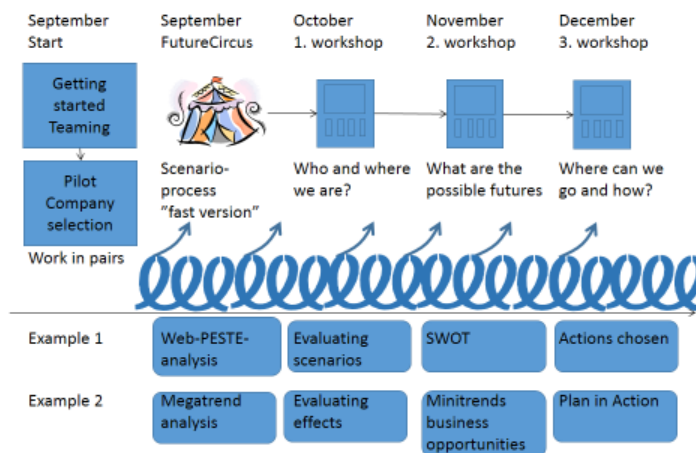 September
Start
September
FutureCircus
October
1. workshop
November
2. workshop
December
3. workshop
Getting
started
Teaming
Pilot
Company
selection
Work in pairs
Scenario-
process
"fast version"
Who and where
we are?
What are the
possible futures
Where can we
go and how?
Example 1
Web-PESTE-
analysis
Evaluating
scenarios
SWOT
Actions chosen
Example 2
Megatrend
analysis
Evaluating
effects
Minitrends
business
opportunities
Plan in Action